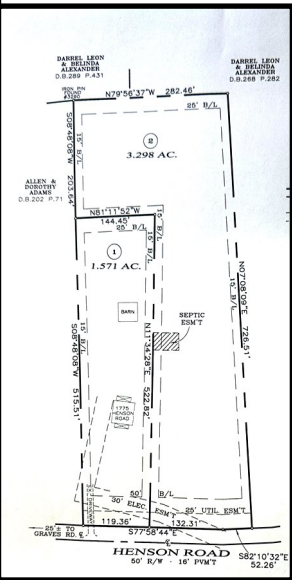 DARREL LEON
& BELINDA
ALEXANDER
D.B.289 P.431
DARREL LEON
& BELINDA
ALEXANDER
D.B.268 P.282
IRON PIN
FOUND
N79°56'37"W 282.46'
25' B/L
S08°48'08"W 203.64'
15' B/L
2
3.298 AC.
ALLEN &
DOROTHY
ADAMS
D.B.202 P.71
N81°11'52"W
144.45'
25' B/L
15' B/L
15' B/L
1
1.571 AC.
N07°08'09"E 726.51'
15' B/L
BARN
SEPTIC
ESM'T
15' B/L
S08°48'08"W 515.51'
N11°34'28"E 522.82'
1775
HENSON
ROAD
50' B/L
30' ELEC. ESM'T
25' UTIL ESM'T
119.36'
132.31'
25'± TO
GRAVES RD.
S77°58'44"E
S82°10'32"E
52.26'
HENSON ROAD
50' R/W - 16' PVM'T